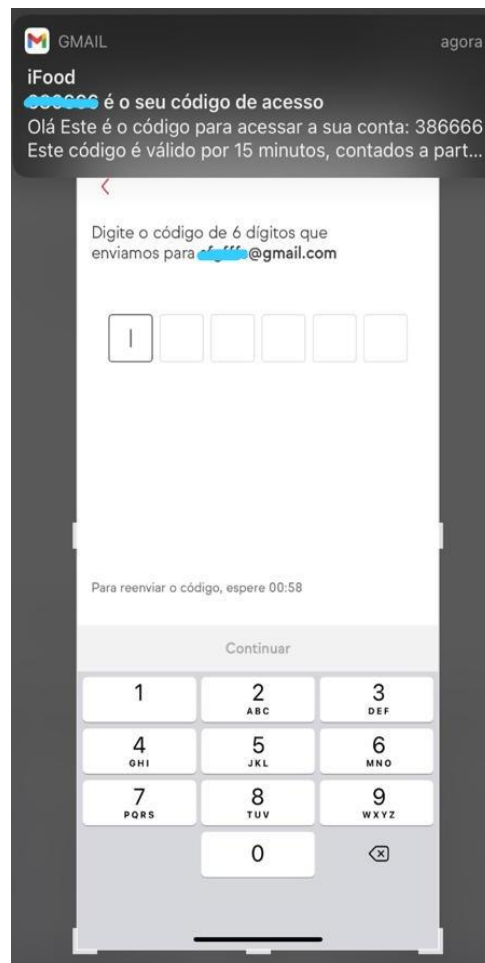 GMAIL
agora
iFood
é o seu código de acesso
Olá Este é o código para acessar a sua conta: 386666
Este código é válido por 15 minutos, contados a part...
Digite o código de 6 dígitos que
enviamos para @gmail.com
Para reenviar o código, espere 00:58
Continuar
1
2
ABC
3
DEF
4
GHI
5
JKL
6
MNO
7
PQRS
8
TUV
9
WXYZ
0